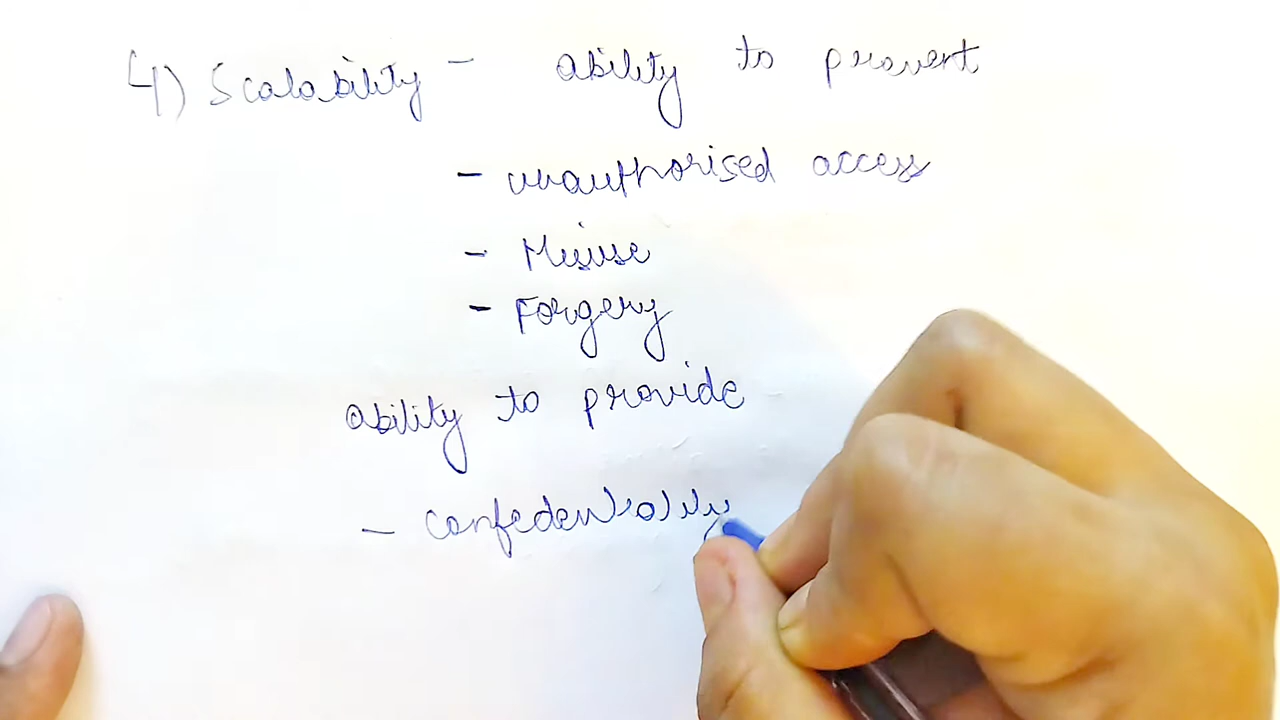 4) Scalability - ability to prevent
- unauthorised access
- Misuse
- Forgery
ability to provide
- confedentiality